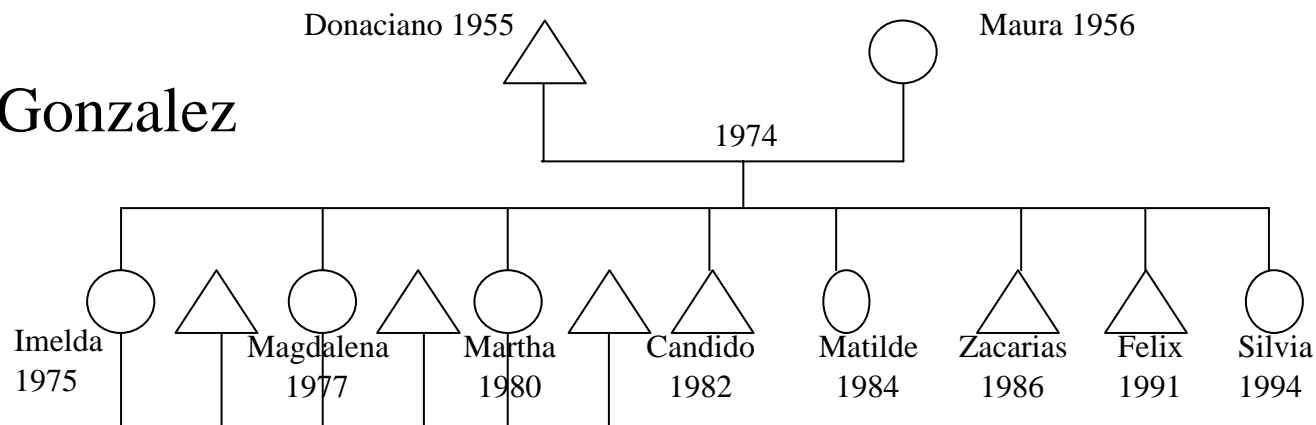 Donaciano 1955
Maura 1956
Gonzalez
1974
Imelda
1975
Magdalena
1977
Martha
1980
Candido
1982
Matilde
1984
Zacarias
1986
Felix
1991
Silvia
1994